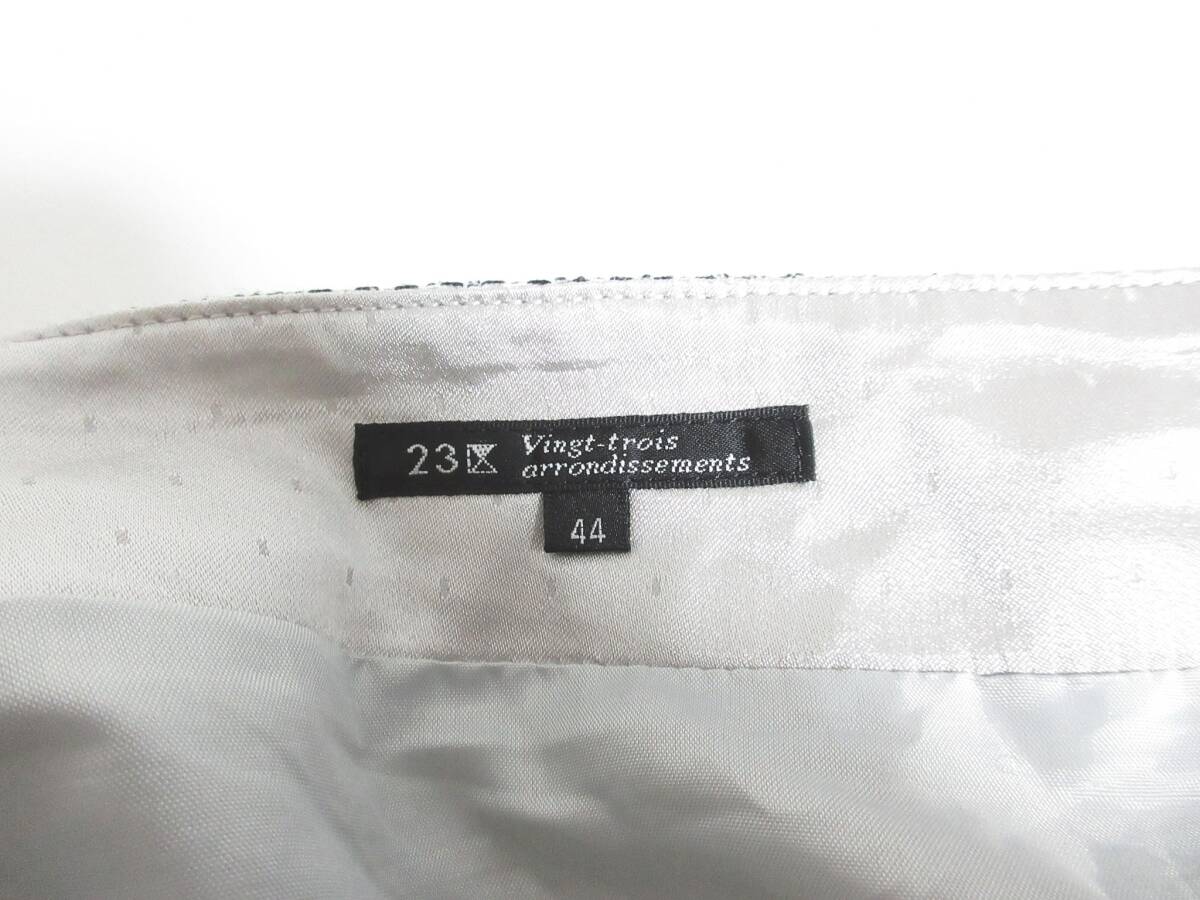 23区 Vingt-trois
arrondissements
44